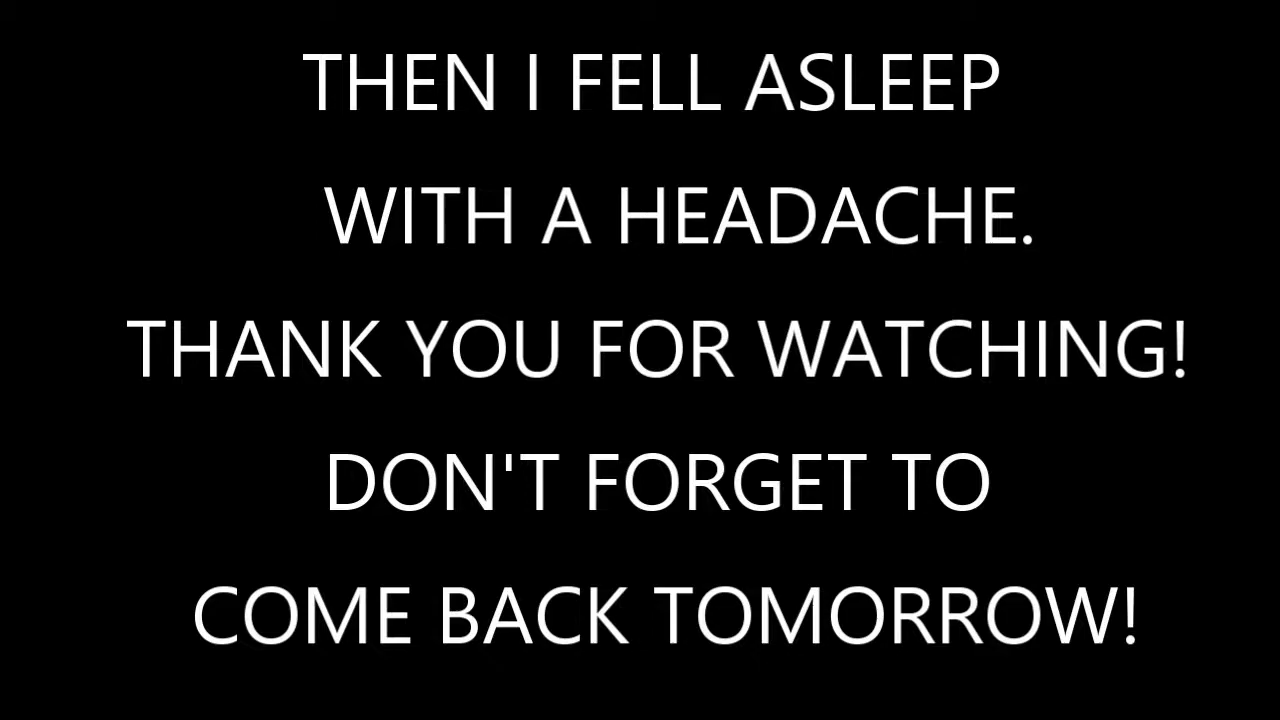 THEN I FELL ASLEEP
WITH A HEADACHE.
THANK YOU FOR WATCHING!
DON'T FORGET TO
COME BACK TOMORROW!